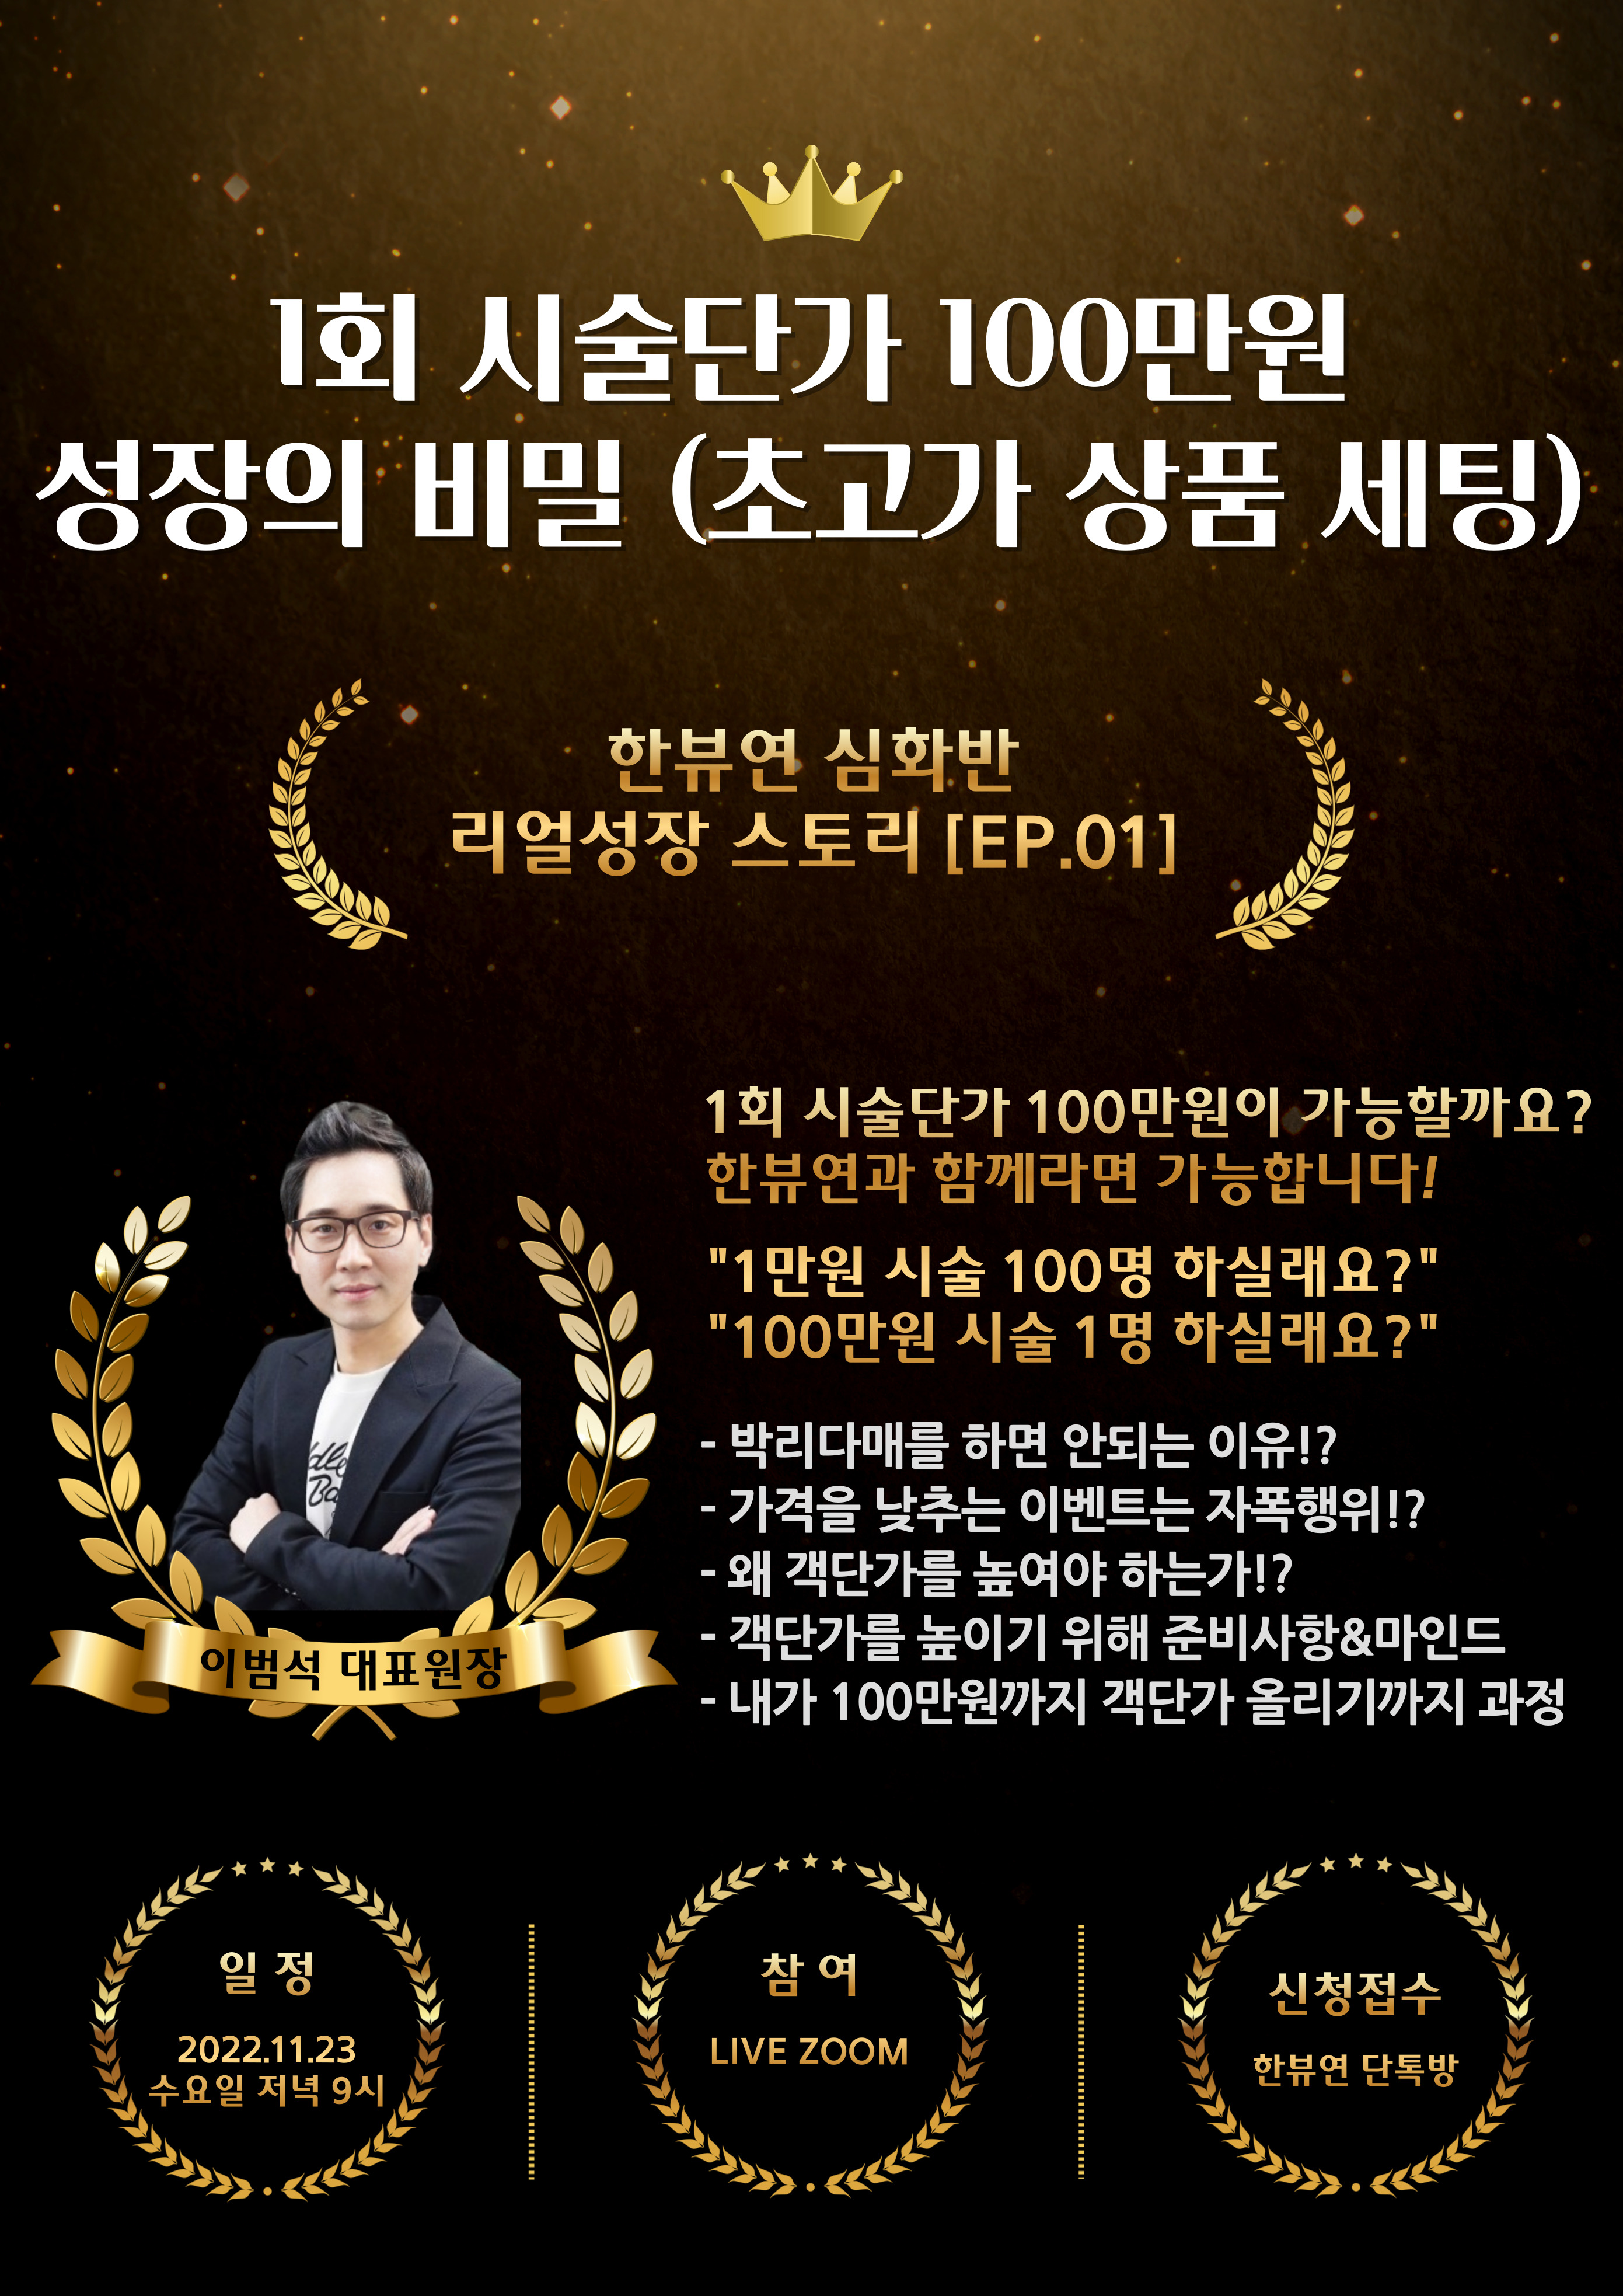 1회 시술단가 100만원
성장의 비밀 (초고가 상품 세팅)
한뷰연 심화반
리얼성장 스토리 [EP.01]
1회 시술단가 100만원이 가능할까요?
한뷰연과 함께라면 가능합니다!
"1만원 시술 100명 하실래요?"
"100만원 시술 1명 하실래요?"
- 박리다매를 하면 안되는 이유!?
- 가격을 낮추는 이벤트는 자폭행위!?
- 왜 객단가를 높여야 하는가!?
- 객단가를 높이기 위해 준비사항&마인드
- 내가 100만원까지 객단가 올리기까지 과정
이범석 대표원장
일 정
2022.11.23
수요일 저녁 9시
참 여
LIVE ZOOM
신청접수
한뷰연 단톡방